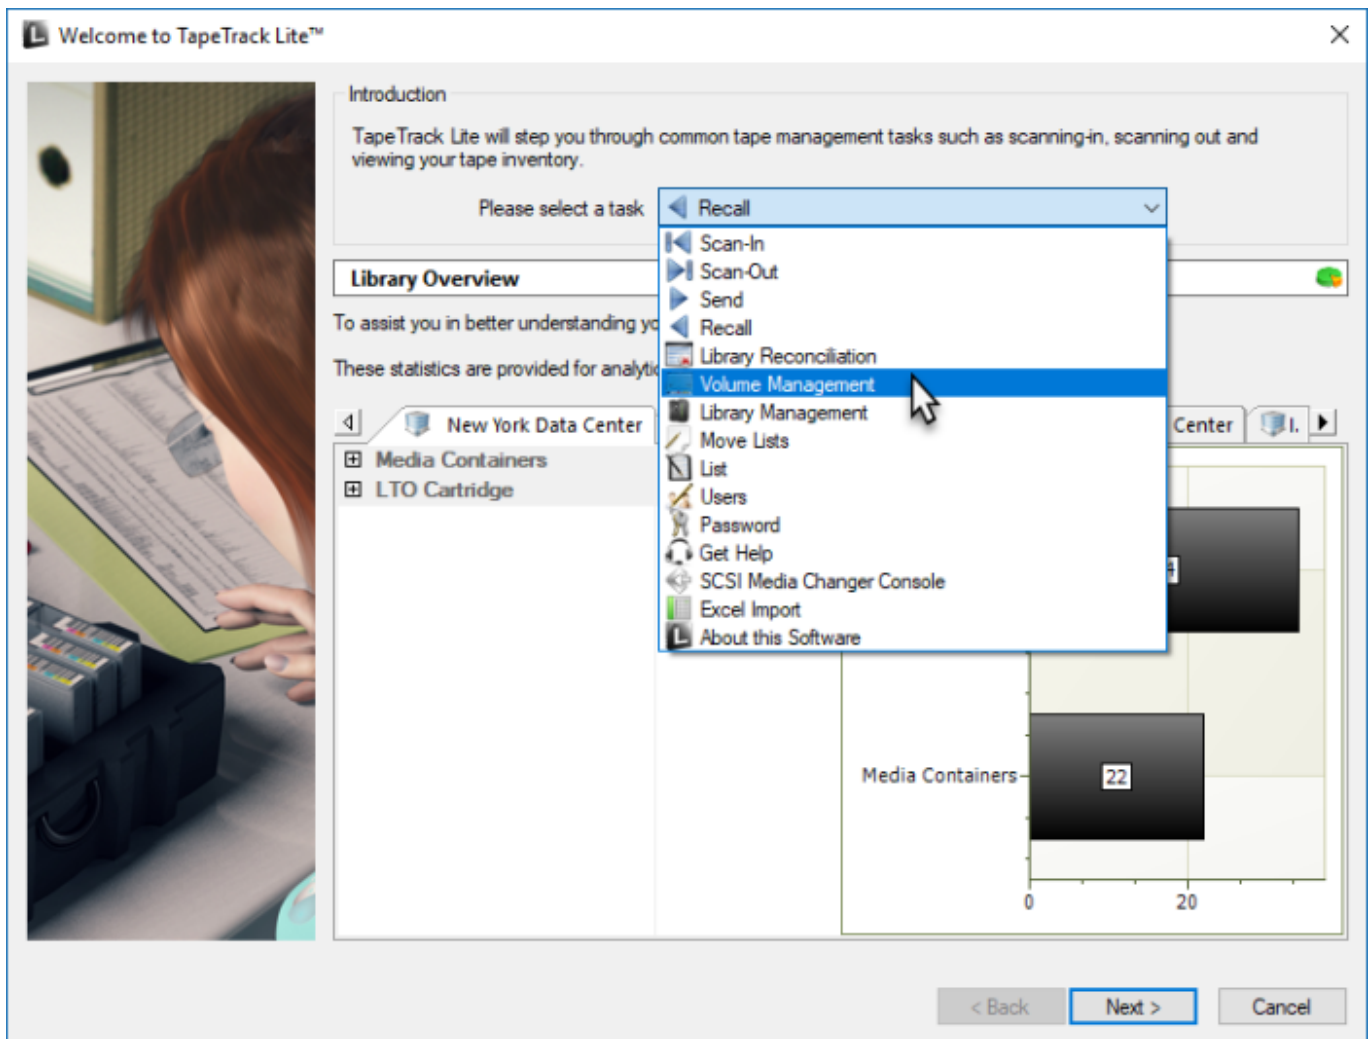 Welcome to TapeTrack Lite™
Introduction
TapeTrack Lite will step you through common tape management tasks such as scanning-in, scanning out and
viewing your tape inventory.
Please select a task
Recall
Scan-In
Scan-Out
Send
Recall
Library Reconciliation
Volume Management
Library Management
Move Lists
List
Users
Password
Get Help
SCSI Media Changer Console
Excel Import
About this Software
Library Overview
To assist you in better understanding
These statistics are provided for
New York Data Center
Center
Media Containers
LTO Cartridge
4
Media Containers
22
0
20
< Back
Next >
Cancel